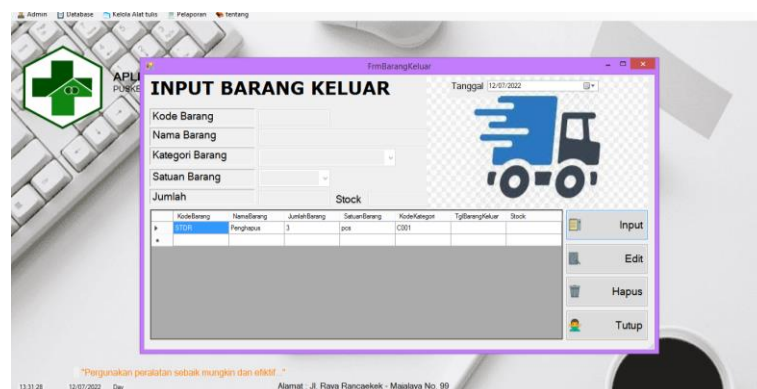 Admin Database Kelola Alat tulis Pelaporan tentang
FrmBarangKeluar
APLI
PUSKE
INPUT BARANG KELUAR
Tanggal 12/07/2022
Kode Barang
Nama Barang
Kategori Barang
Satuan Barang
Jumlah Stock
KodeBarang NamaBarang JumlahBarang SatuanBarang KodeKategori TglBarangKeluar Stock
STDR Penghapus 3 pcs C001
Input
Edit
Hapus
Tutup
"Pergunakan peralatan sebaik mungkin dan efiktif..."
13:31:28 12/07/2022 Alamat : Jl. Raya Rancaekek - Majalaya No. 99